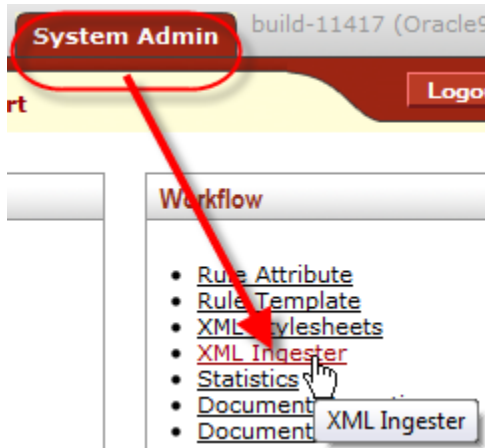 System Admin
build-11417 (Oracle9
rt
Logo
Workflow
Rule Attribute
Rule Template
XML Stylesheets
XML Ingester
Statistics
Document
Document
XML Ingester